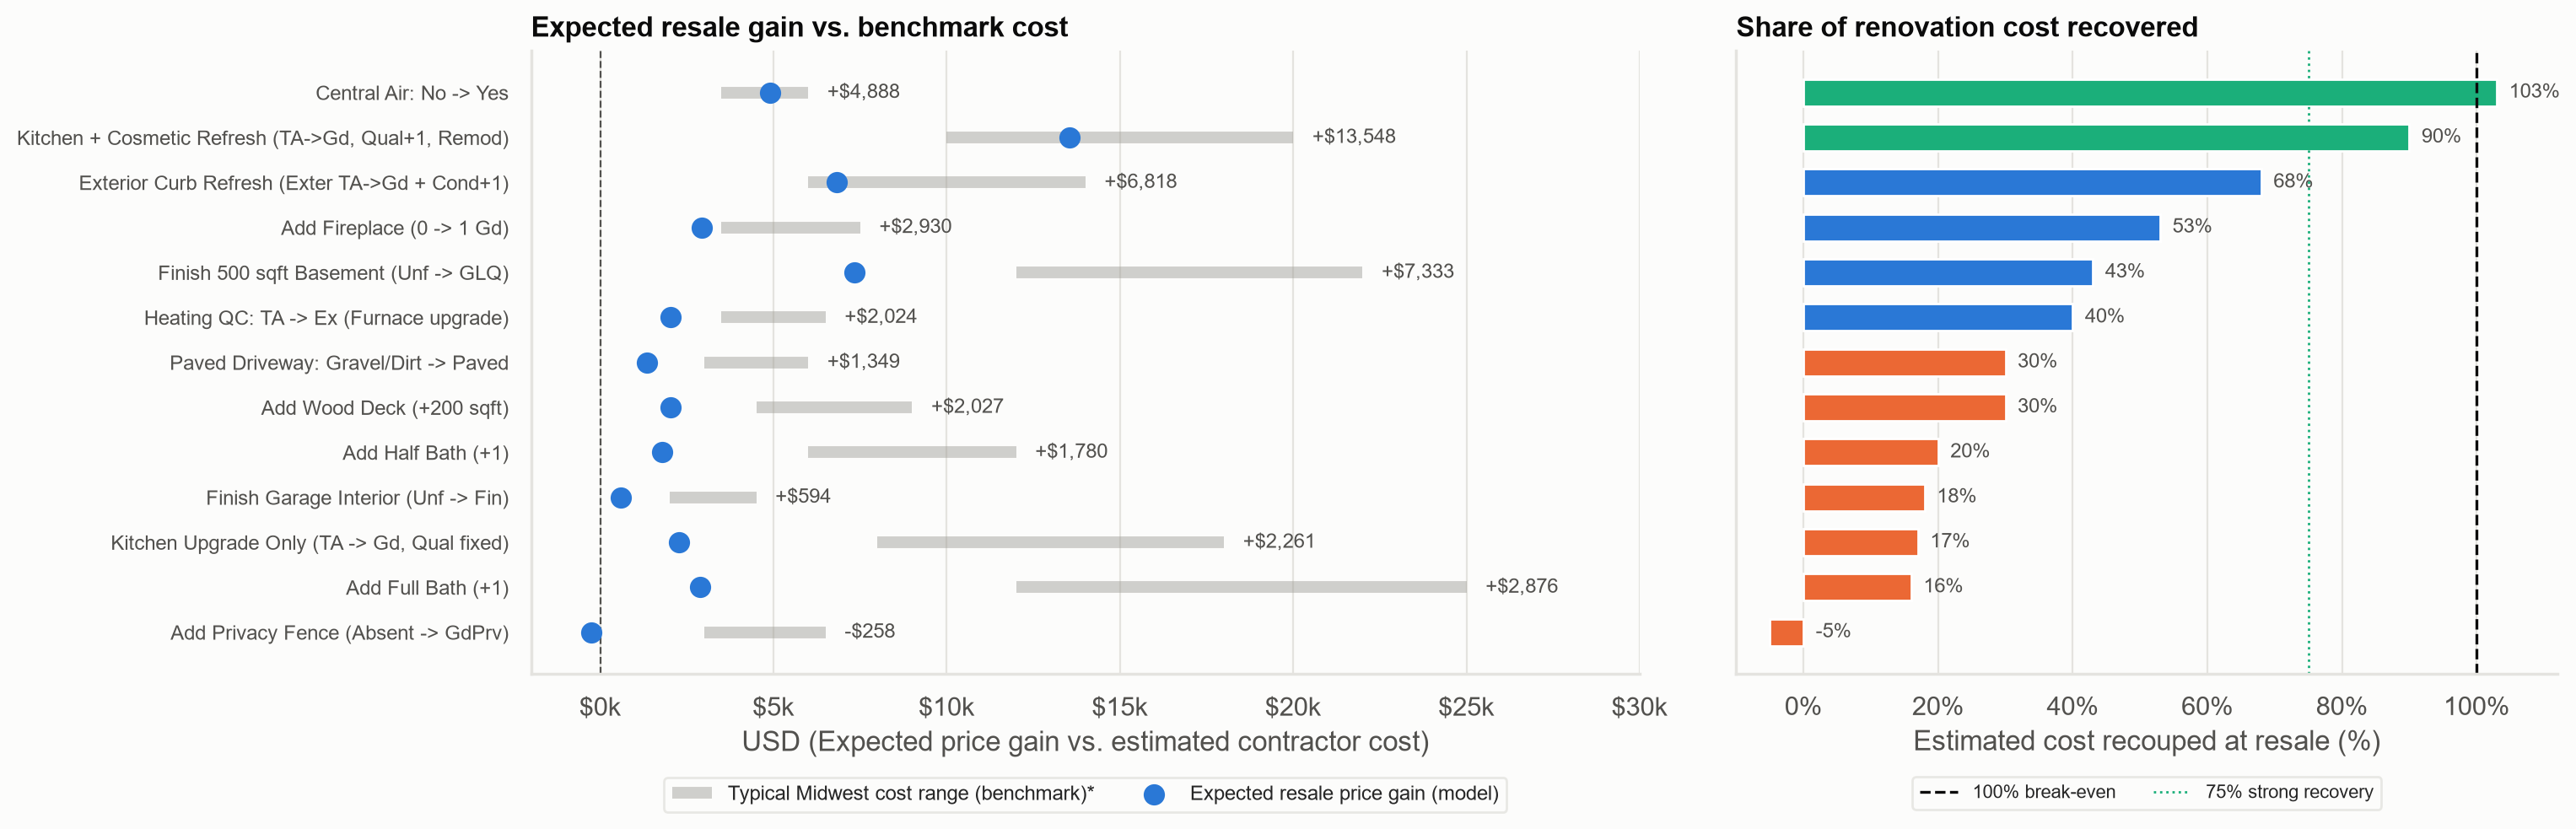 Expected resale gain vs. benchmark cost
Central Air: No -> Yes
+$4,888
Kitchen + Cosmetic Refresh (TA->Gd, Qual+1, Remod)
+$13,548
Exterior Curb Refresh (Exter TA->Gd + Cond+1)
+$6,818
Add Fireplace (0 -> 1 Gd)
+$2,930
Finish 500 sqft Basement (Unf -> GLQ)
+$7,333
Heating QC: TA -> Ex (Furnace upgrade)
+$2,024
Paved Driveway: Gravel/Dirt -> Paved
+$1,349
Add Wood Deck (+200 sqft)
+$2,027
Add Half Bath (+1)
+$1,780
Finish Garage Interior (Unf -> Fin)
+$594
Kitchen Upgrade Only (TA -> Gd, Qual fixed)
+$2,261
Add Full Bath (+1)
+$2,876
Add Privacy Fence (Absent -> GdPrv)
-$258
$0k $5k $10k $15k $20k $25k $30k
USD (Expected price gain vs. estimated contractor cost)
Typical Midwest cost range (benchmark)*
Expected resale price gain (model)
Share of renovation cost recovered
103%
90%
68%
53%
43%
40%
30%
30%
20%
18%
17%
16%
-5%
0% 20% 40% 60% 80% 100%
Estimated cost recouped at resale (%)
100% break-even
75% strong recovery